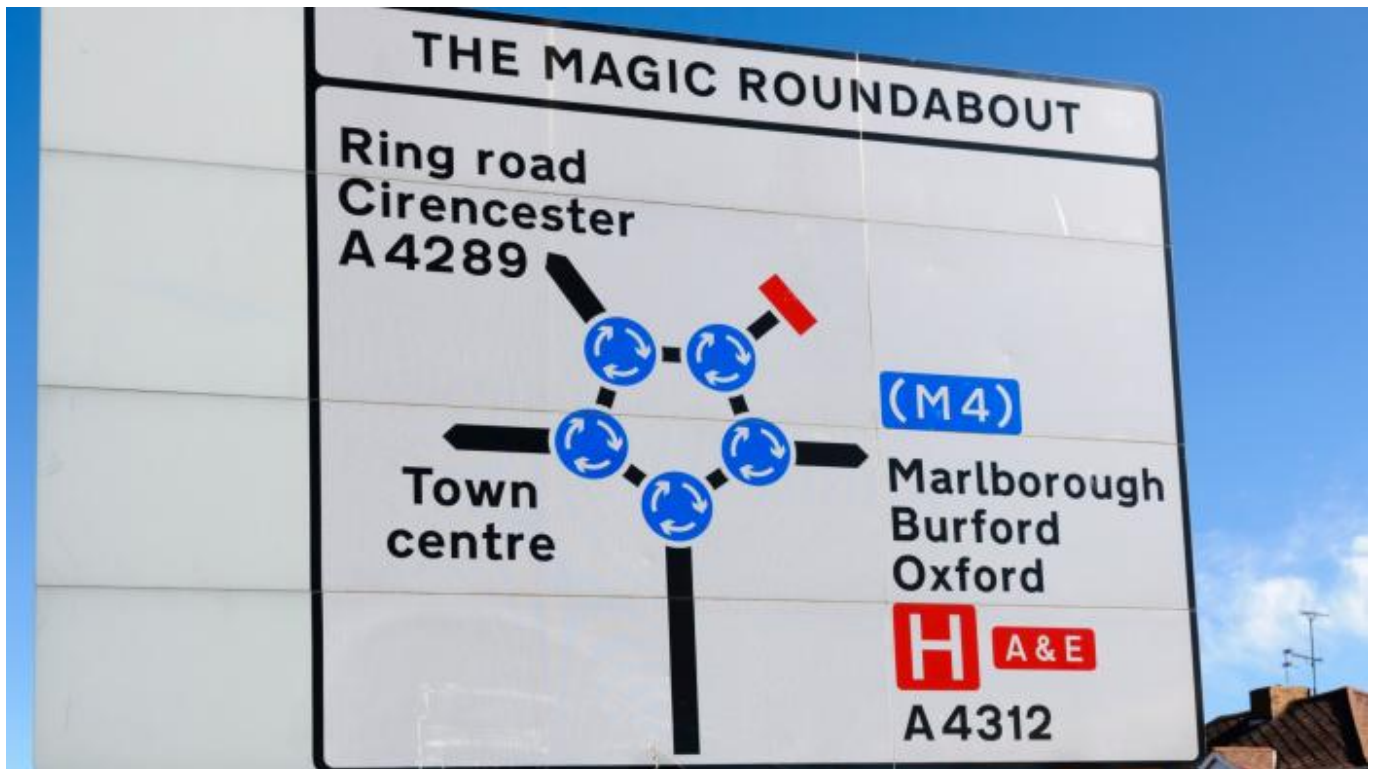 THE MAGIC ROUNDABOUT
Ring road
Cirencester
A4289
(M4)
Town
centre
Marlborough
Burford
Oxford
H A & E
A4312